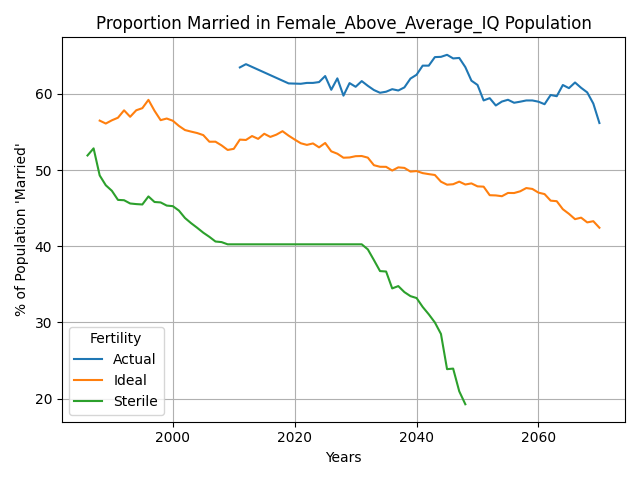 Proportion Married in Female_Above_Average_IQ Population
% of Population 'Married'
60
50
40
30
20
Fertility
Actual
Ideal
Sterile
2000 2020 2040 2060
Years